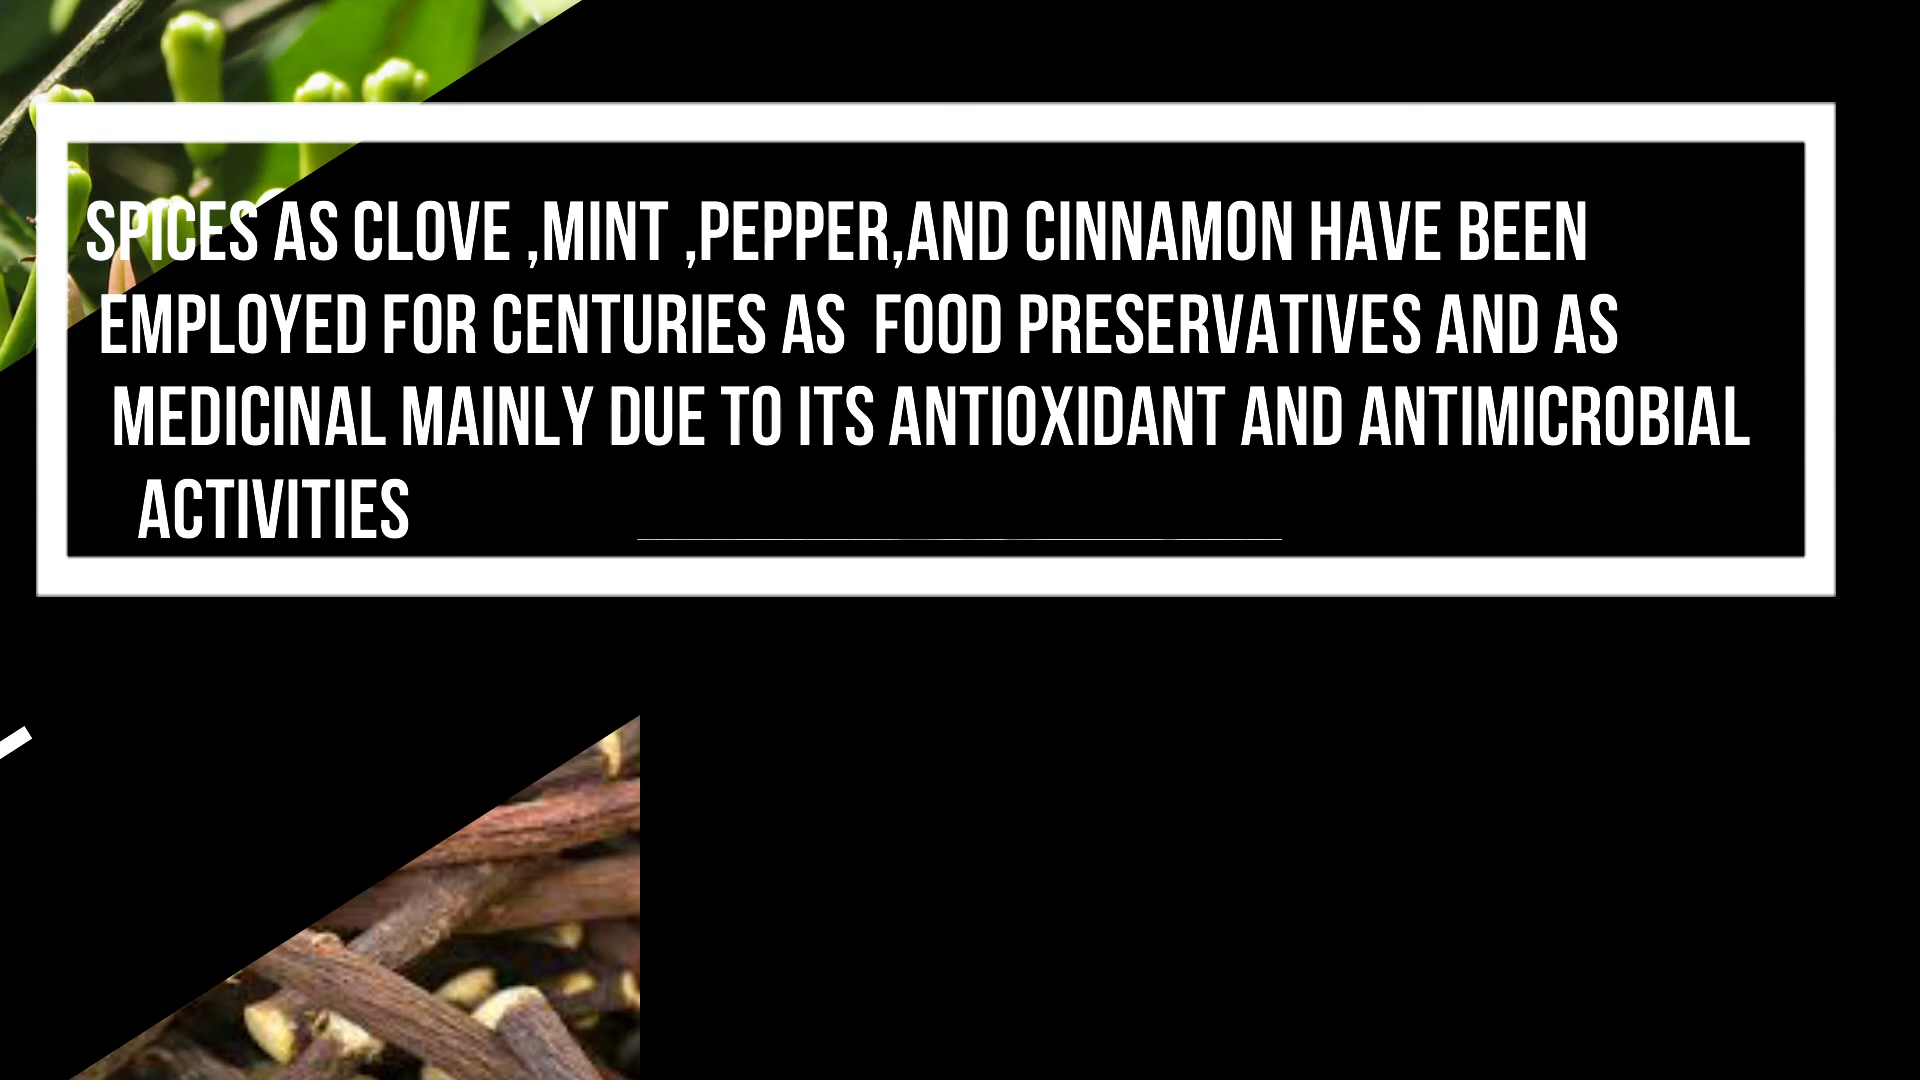 SPICES AS CLOVE ,MINT ,PEPPER,AND CINNAMON HAVE BEEN
EMPLOYED FOR CENTURIES AS  FOOD PRESERVATIVES AND AS
MEDICINAL MAINLY DUE TO ITS ANTIOXIDANT AND ANTIMICROBIAL
ACTIVITIES